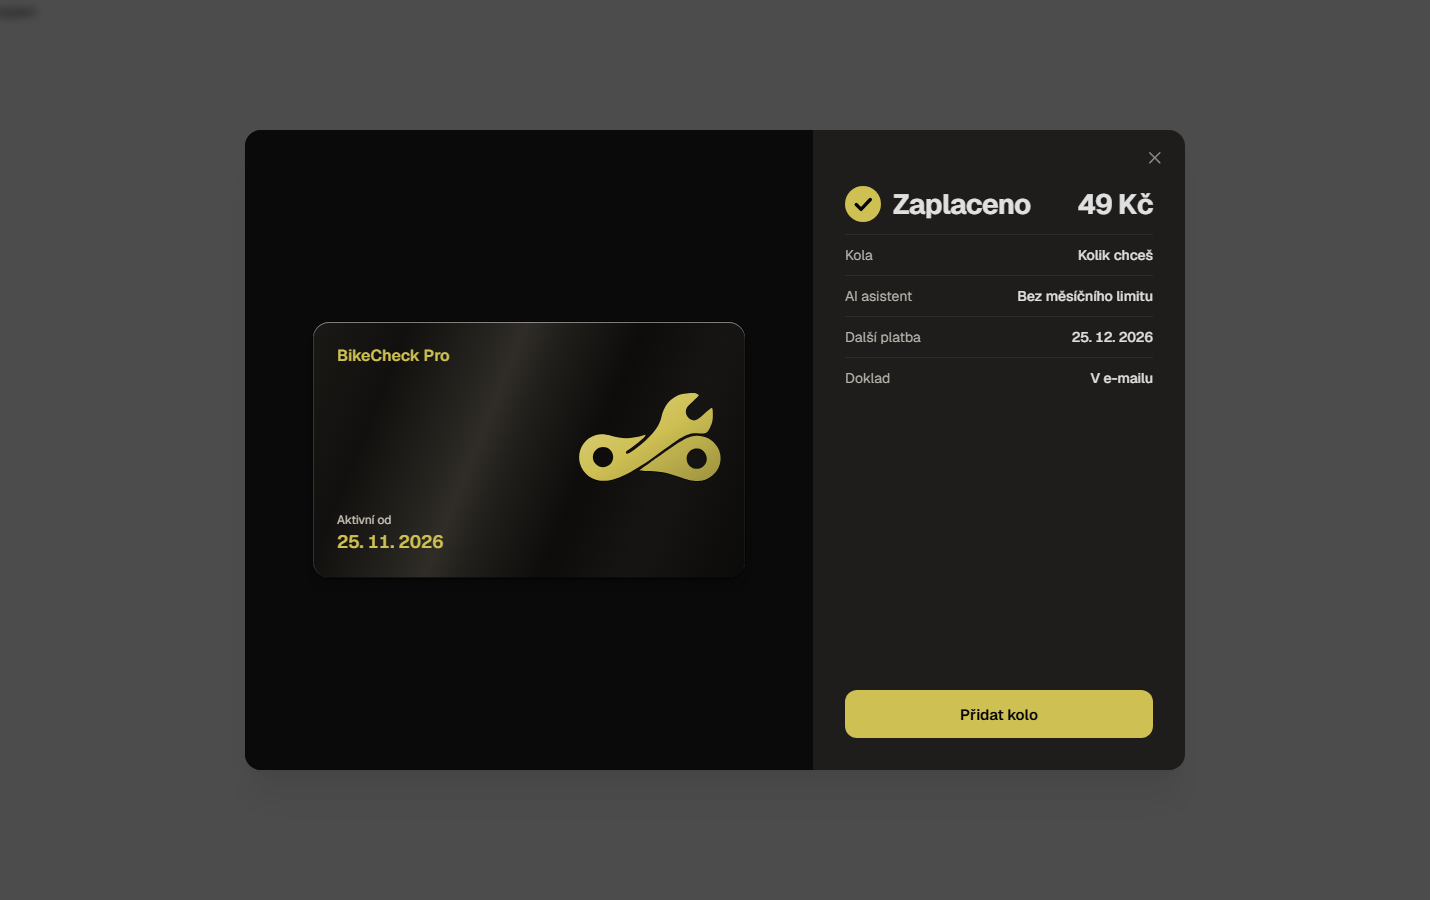 BikeCheck Pro
Aktivní od
25. 11. 2026
Zaplaceno 49 Kč
Kola Kolik chceš
AI asistent Bez měsíčního limitu
Další platba 25. 12. 2026
Doklad V e-mailu
Přidat kolo